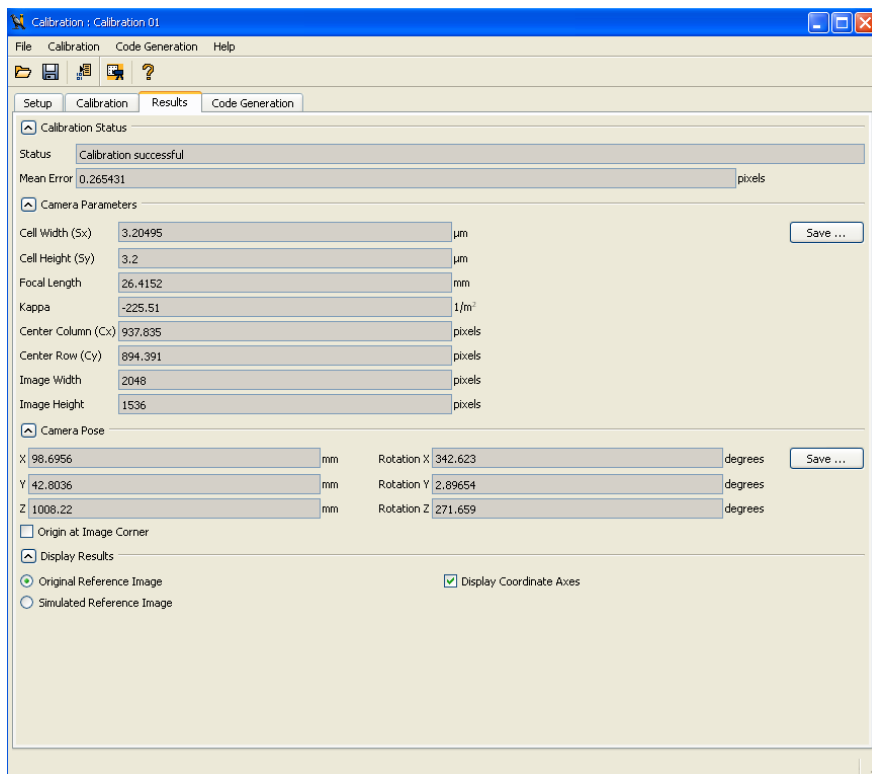 Calibration : Calibration 01
File Calibration Code Generation Help
Setup Calibration Results Code Generation
Calibration Status
Status Calibration successful
Mean Error 0.265431 pixels
Camera Parameters
Cell Width (Sx) 3.20495 µm Save ...
Cell Height (Sy) 3.2 µm
Focal Length 26.4152 mm
Kappa -225.51 1/m²
Center Column (Cx) 937.835 pixels
Center Row (Cy) 894.391 pixels
Image Width 2048 pixels
Image Height 1536 pixels
Camera Pose
X 98.6956 mm Rotation X 342.623 degrees Save ...
Y 42.8036 mm Rotation Y 2.89654 degrees
Z 1008.22 mm Rotation Z 271.659 degrees
Origin at Image Corner
Display Results
Original Reference Image Display Coordinate Axes
Simulated Reference Image